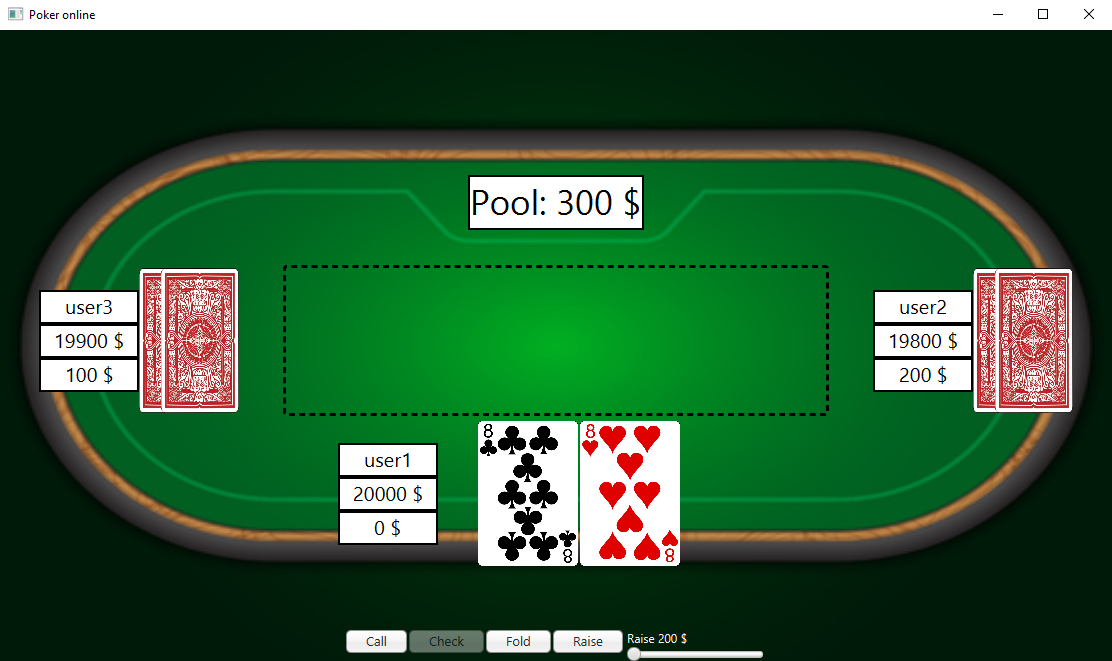 Poker online
Pool: 300 $
user3
19900 $
100 $
user2
19800 $
200 $
user1
20000 $
0 $
8
8
8
8
Call
Check
Fold
Raise
Raise 200 $